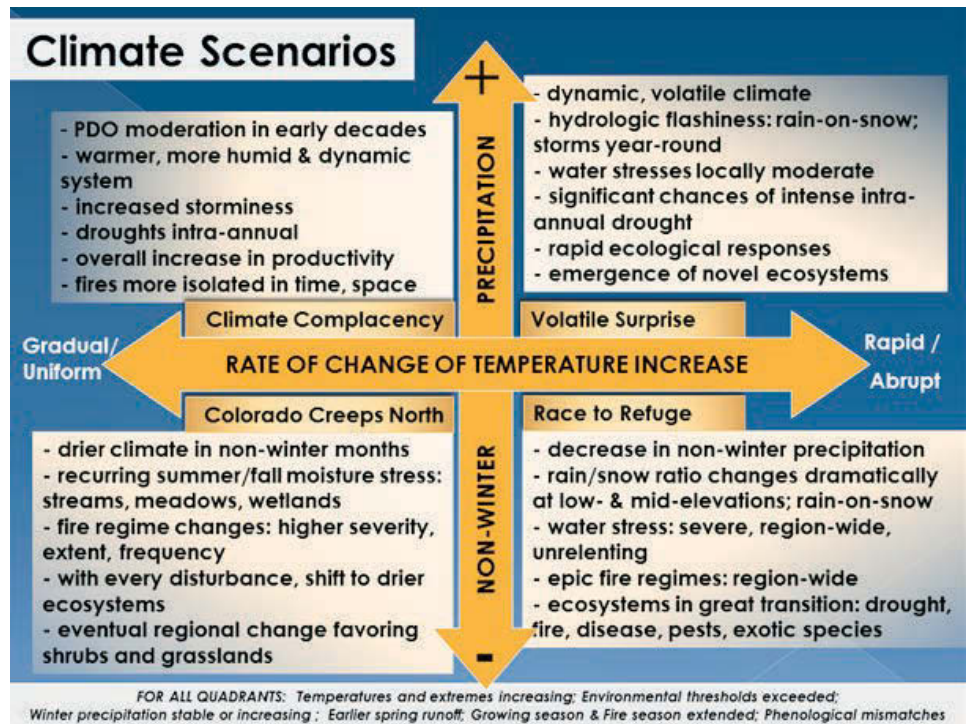 Climate Scenarios
+
PRECIPITATION
- PDO moderation in early decades
- warmer, more humid & dynamic
system
- increased storminess
- droughts intra-annual
- overall increase in productivity
- fires more isolated in time, space
Climate Complacency
- dynamic, volatile climate
- hydrologic flashiness: rain-on-snow;
storms year-round
- water stresses locally moderate
- significant chances of intense intra-
annual drought
- rapid ecological responses
- emergence of novel ecosystems
Volatile Surprise
Gradual/
Uniform
RATE OF CHANGE OF TEMPERATURE INCREASE
Rapid /
Abrupt
Colorado Creeps North
- drier climate in non-winter months
- recurring summer/fall moisture stress:
streams, meadows, wetlands
- fire regime changes: higher severity,
extent, frequency
- with every disturbance, shift to drier
ecosystems
- eventual regional change favoring
shrubs and grasslands
NON-WINTER
-
Race to Refuge
- decrease in non-winter precipitation
- rain/snow ratio changes dramatically
at low- & mid-elevations; rain-on-snow
- water stress: severe, region-wide,
unrelenting
- epic fire regimes: region-wide
- ecosystems in great transition: drought,
fire, disease, pests, exotic species
FOR ALL QUADRANTS: Temperatures and extremes increasing; Environmental thresholds exceeded;
Winter precipitation stable or increasing ; Earlier spring runoff; Growing season & Fire season extended; Phenological mismatches